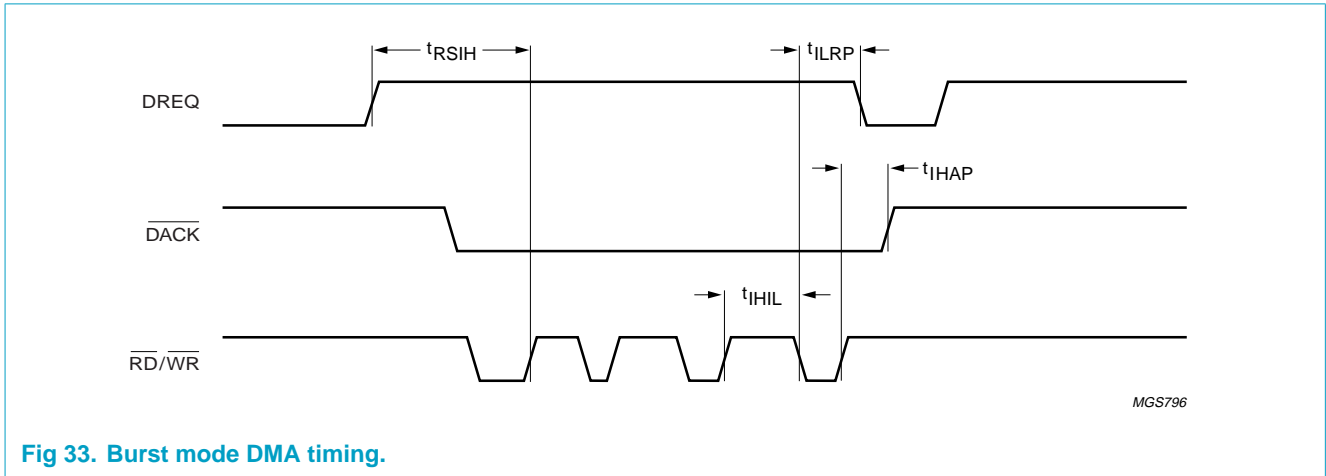 tRSIH
tILRP
DREQ
tIHAP
DACK
tIHIL
RD/WR
MGS796
Fig 33. Burst mode DMA timing.